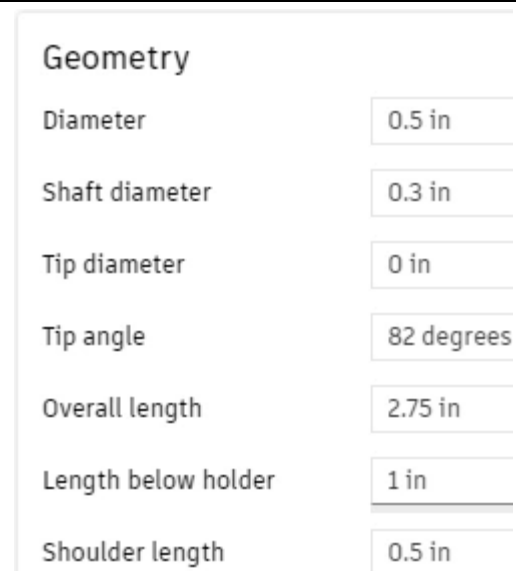 Geometry
Diameter 0.5 in
Shaft diameter 0.3 in
Tip diameter 0 in
Tip angle 82 degrees
Overall length 2.75 in
Length below holder 1 in
Shoulder length 0.5 in